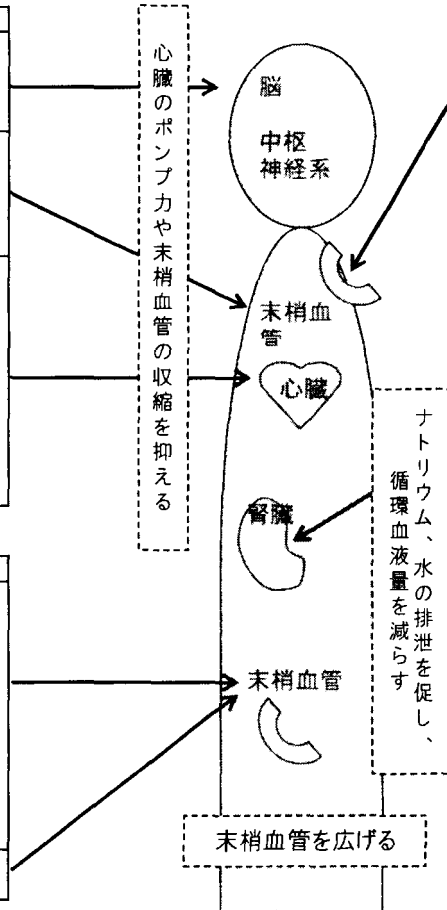 心臓のポンプ力や末梢血管の収縮を抑える
脳
中枢
神経系
末梢血
管
心臓
腎臓
ナトリウム、水の排泄を促し、
循環血液量を減らす
末梢血管
末梢血管を広げる